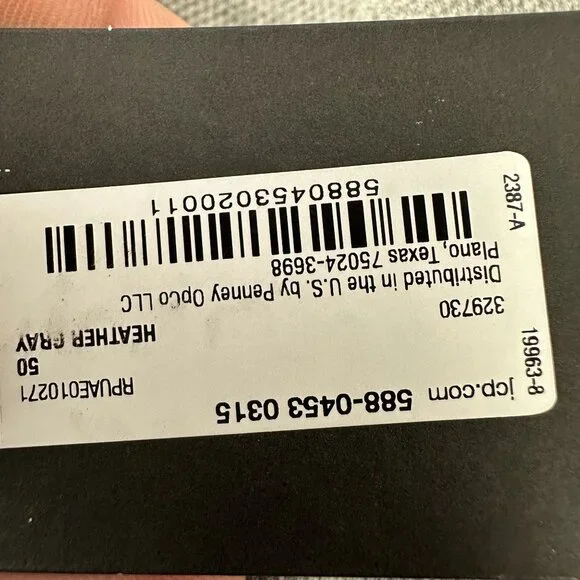 jcp.com 588-0453 0315
RPUAE010271
50
329730 HEATHER GRAY
Distributed in the U.S. by Penney OpCo LLC
Plano, Texas 75024-3698
5880453020011
2387-A
19963-8